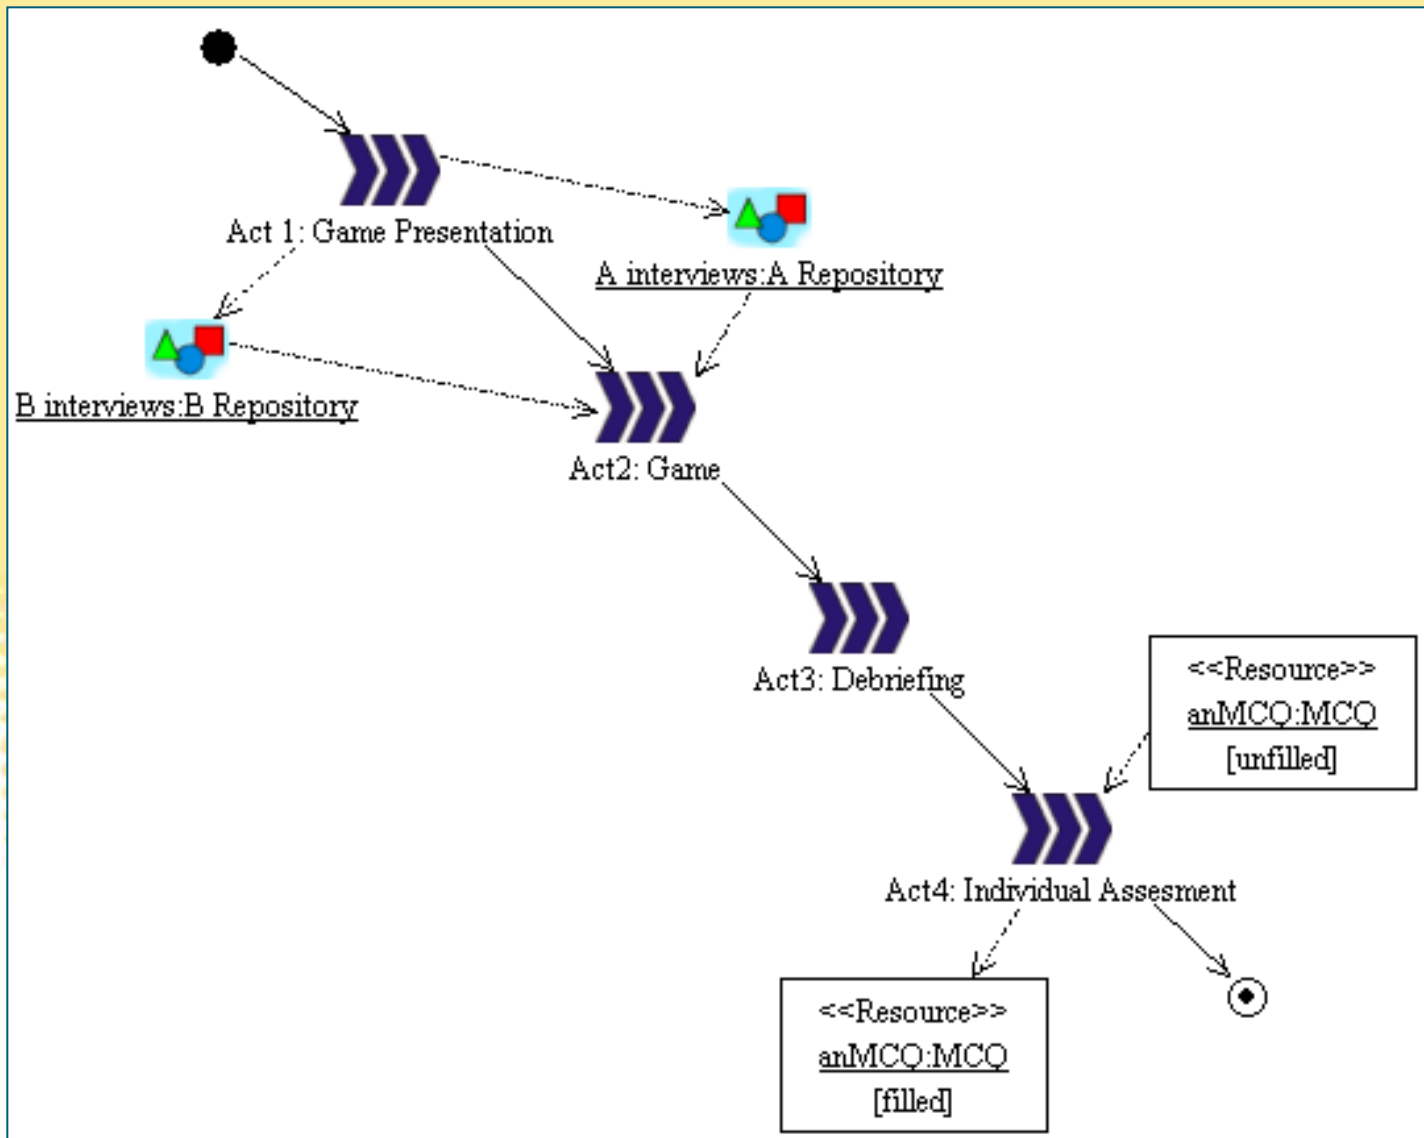 Act 1: Game Presentation
A interviews:A Repository
B interviews:B Repository
Act2: Game
Act3: Debriefing
<<Resource>>
anMCQ:MCQ
[unfilled]
Act4: Individual Assesment
<<Resource>>
anMCQ:MCQ
[filled]